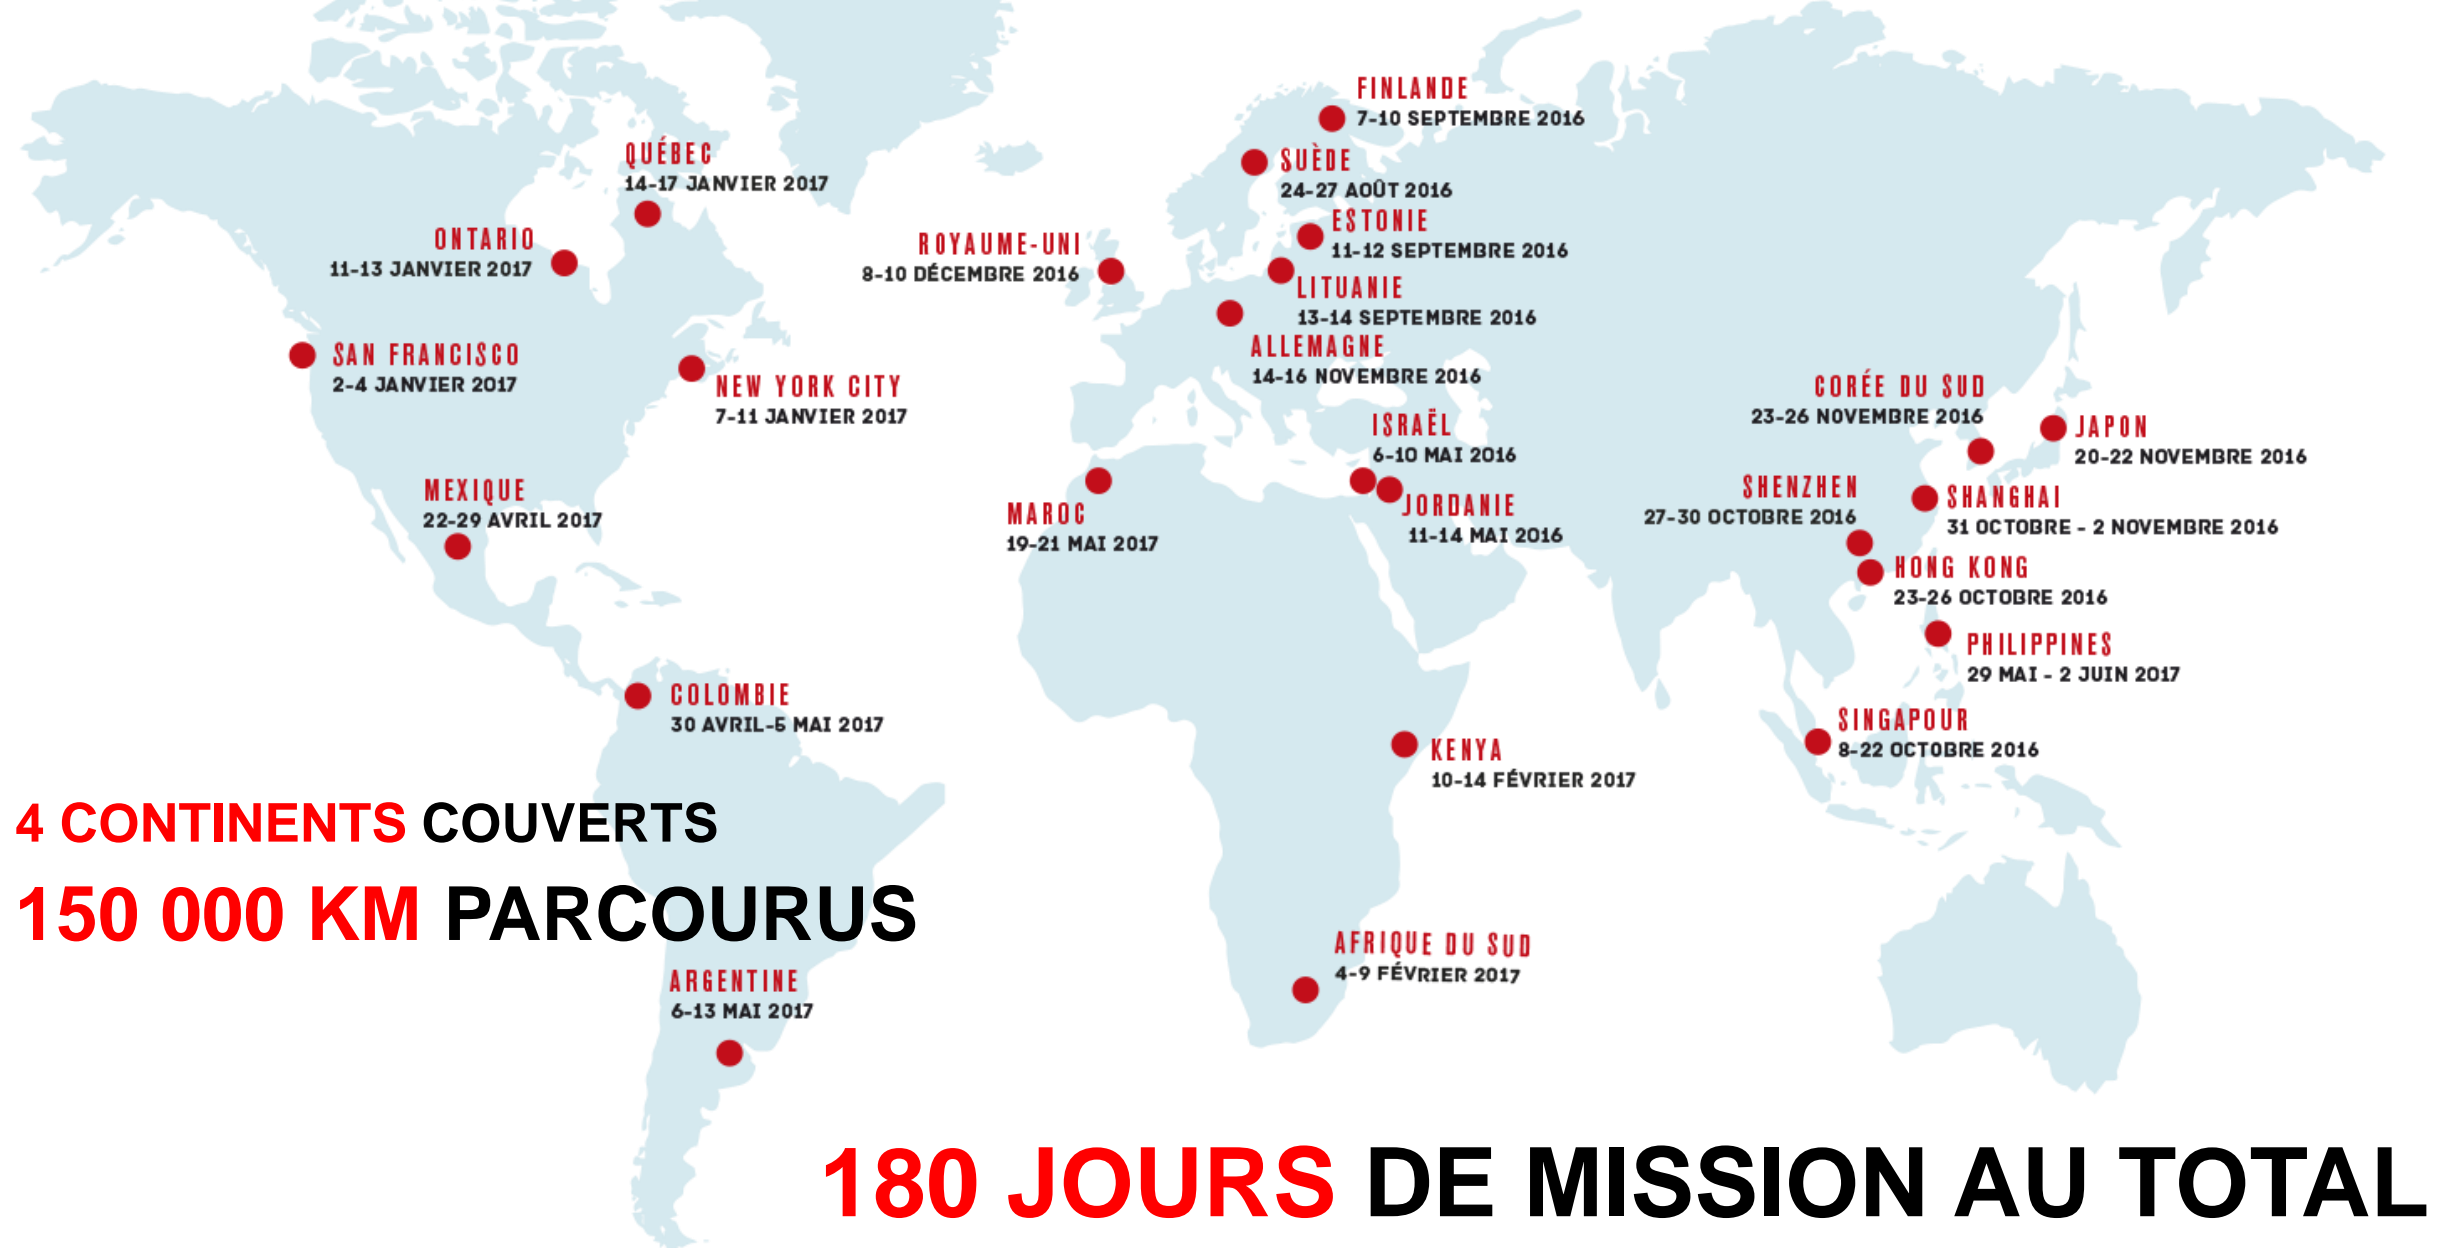 FINLANDE
7-10 SEPTEMBRE 2016
QUÉBEC
14-17 JANVIER 2017
SUÈDE
24-27 AOÛT 2016
ESTONIE
11-12 SEPTEMBRE 2016
ONTARIO
11-13 JANVIER 2017
ROYAUME-UNI
8-10 DÉCEMBRE 2016
LITUANIE
13-14 SEPTEMBRE 2016
SAN FRANCISCO
2-4 JANVIER 2017
ALLEMAGNE
14-16 NOVEMBRE 2016
NEW YORK CITY
7-11 JANVIER 2017
CORÉE DU SUD
23-26 NOVEMBRE 2016
ISRAËL
6-10 MAI 2016
JAPON
20-22 NOVEMBRE 2016
MEXIQUE
22-29 AVRIL 2017
MAROC
19-21 MAI 2017
JORDANIE
11-14 MAI 2016
SHENZHEN
27-30 OCTOBRE 2016
SHANGHAI
31 OCTOBRE - 2 NOVEMBRE 2016
HONG KONG
23-26 OCTOBRE 2016
PHILIPPINES
29 MAI - 2 JUIN 2017
COLOMBIE
30 AVRIL-5 MAI 2017
SINGAPOUR
8-22 OCTOBRE 2016
KENYA
10-14 FÉVRIER 2017
4 CONTINENTS COUVERTS
150 000 KM PARCOURUS
AFRIQUE DU SUD
4-9 FÉVRIER 2017
ARGENTINE
6-13 MAI 2017
180 JOURS DE MISSION AU TOTAL